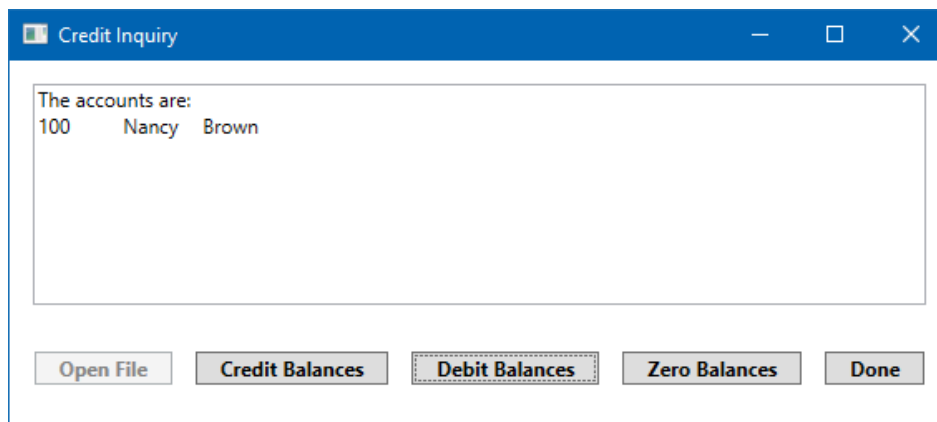 Credit Inquiry
The accounts are:
100 Nancy Brown
Open File Credit Balances Debit Balances Zero Balances Done